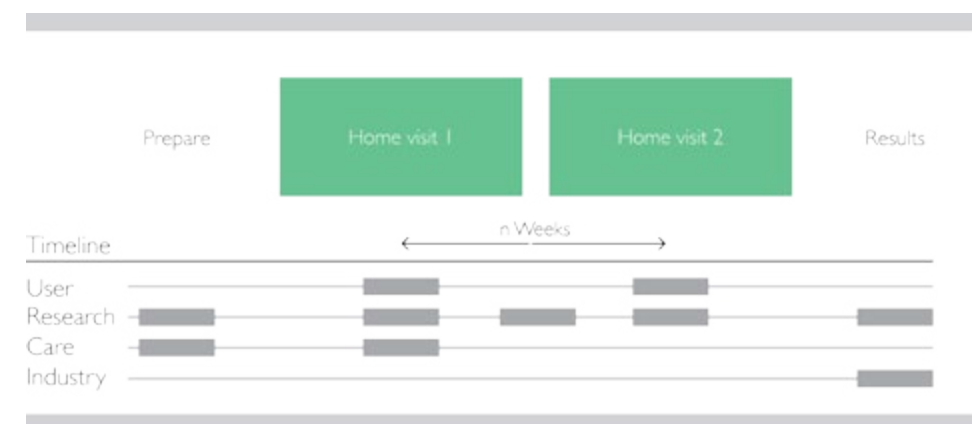 Prepare
Home visit 1
Home visit 2
Results
n Weeks
Timeline
User
Research
Care
Industry